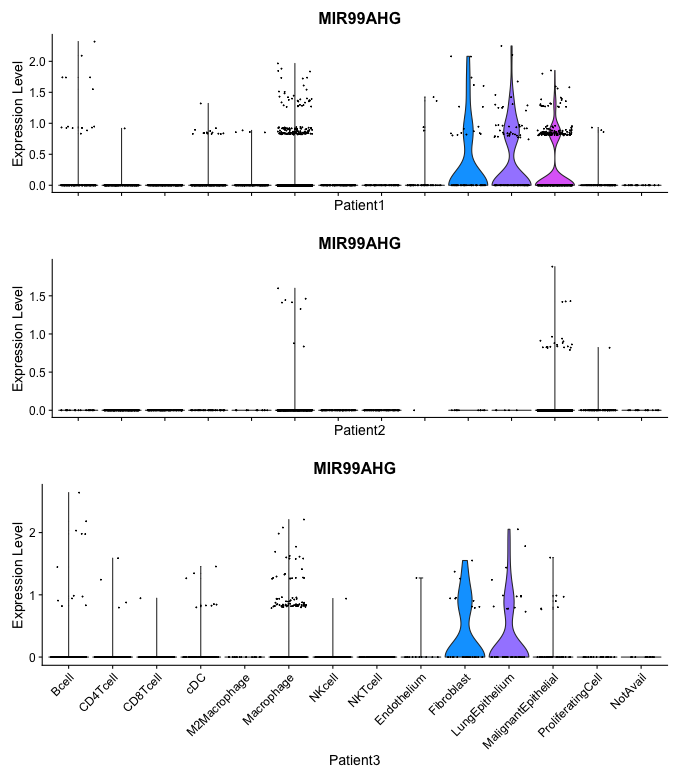 MIR99AHG
Expression Level
2.0
1.5
1.0
0.5
0.0
Patient1
MIR99AHG
Expression Level
1.5
1.0
0.5
0.0
Patient2
MIR99AHG
Expression Level
2
1
0
Bcell
CD4Tcell
CD8Tcell
cDC
M2Macrophage
Macrophage
NKcell
NKTcell
Endothelium
Fibroblast
LungEpithelium
MalignantEpithelial
ProliferatingCell
NotAvail
Patient3